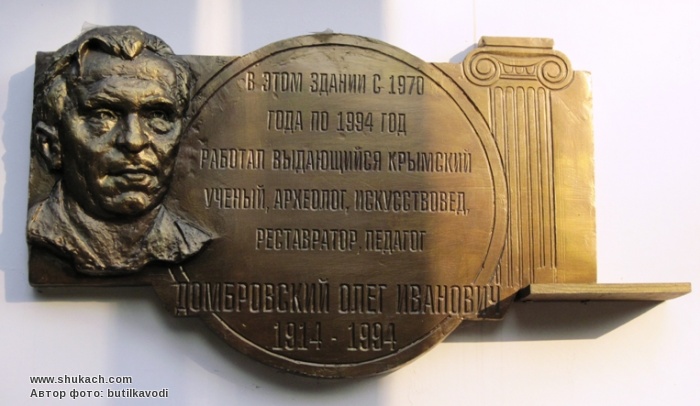 В ЭТОМ ЗДАНИИ С 1970
ГОДА ПО 1994 ГОД
РАБОТАЛ ВЫДАЮЩИЙСЯ КРЫМСКИЙ
УЧЕНЫЙ, АРХЕОЛОГ, ИСКУССТВОВЕД,
РЕСТАВРАТОР, ПЕДАГОГ
ДОМБРОВСКИЙ ОЛЕГ ИВАНОВИЧ
1914 - 1994
www.shukach.com
Автор фото: butilkavodi